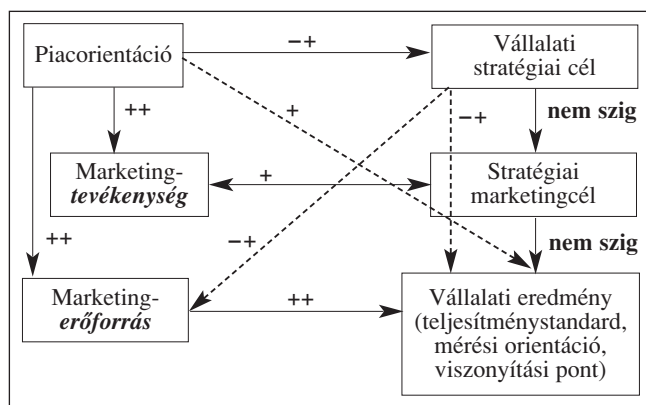 Piacorientáció
–+
Vállalati
stratégiai cél
++
+
–+
nem szig
Marketing-
tevékenység
+
Stratégiai
marketingcél
++
–+
nem szig
Marketing-
erőforrás
++
Vállalati eredmény
(teljesítménystandard,
mérési orientáció,
viszonyítási pont)